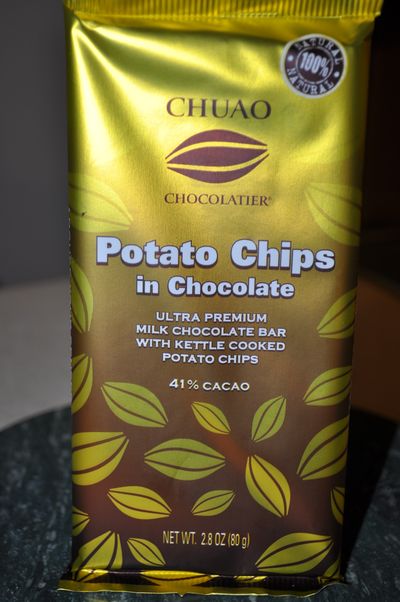 NATURAL
100%
NATURAL
CHUAO
CHOCOLATIER®
Potato Chips
in Chocolate
ULTRA PREMIUM
MILK CHOCOLATE BAR
WITH KETTLE COOKED
POTATO CHIPS
41% CACAO
NET WT. 2.8 OZ (80 g)